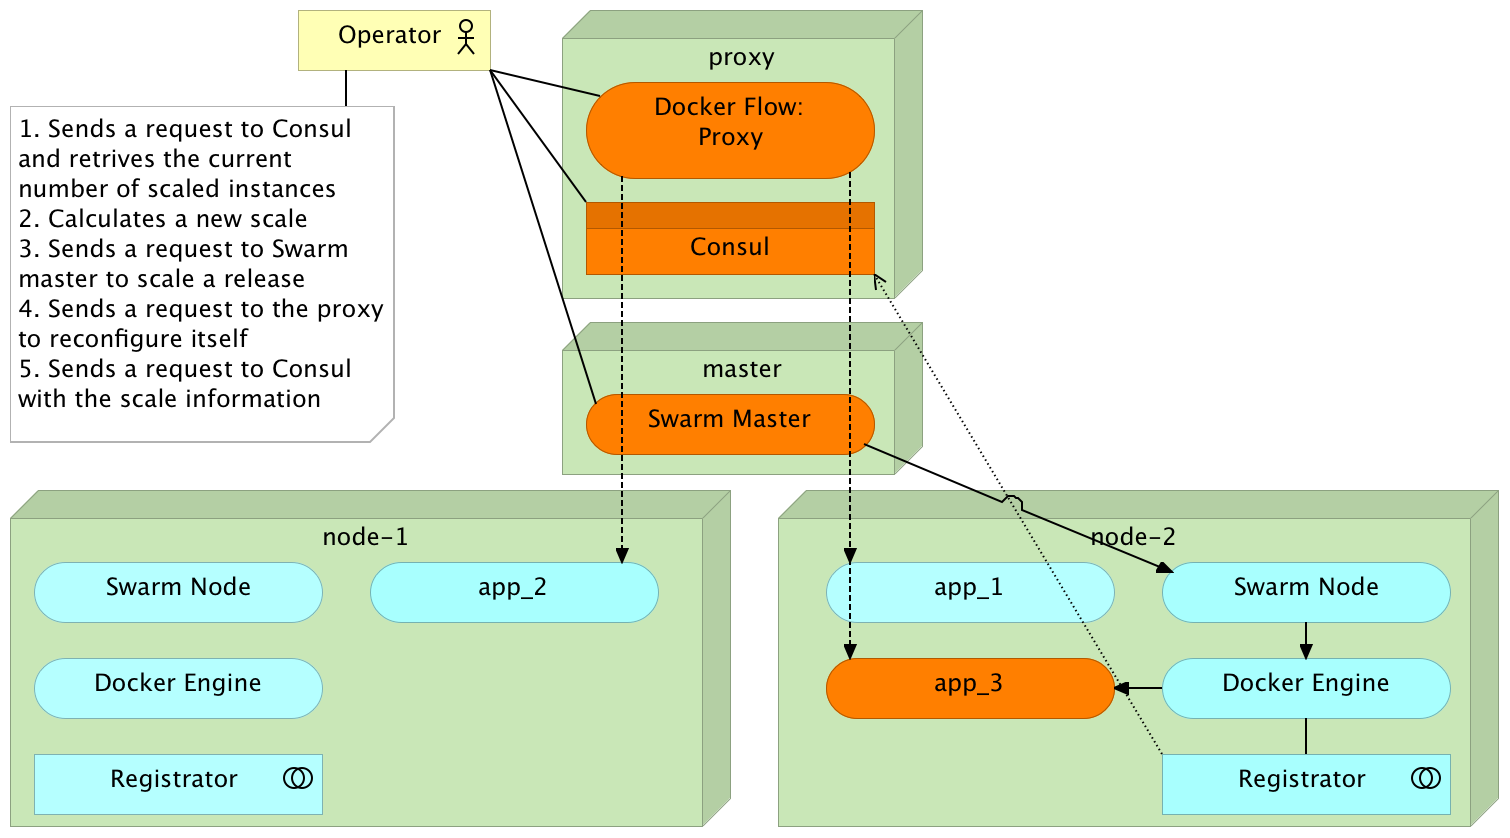 Operator
proxy
Docker Flow:
Proxy
1. Sends a request to Consul
and retrives the current
number of scaled instances
2. Calculates a new scale
3. Sends a request to Swarm
master to scale a release
4. Sends a request to the proxy
to reconfigure itself
5. Sends a request to Consul
with the scale information
Consul
master
Swarm Master
node-1
Swarm Node
app_2
Docker Engine
Registrator
node-2
app_1
Swarm Node
app_3
Docker Engine
Registrator